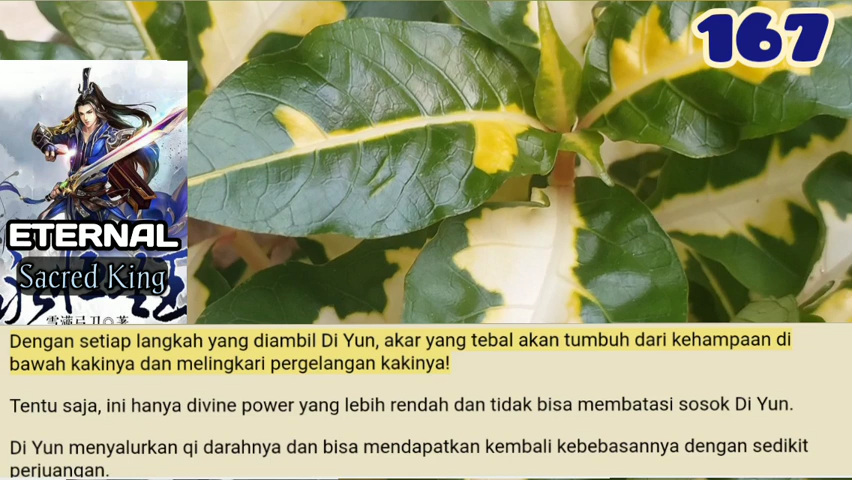 167
ETERNAL
Sacred King
Dengan setiap langkah yang diambil Di Yun, akar yang tebal akan tumbuh dari kehampaan di
bawah kakinya dan melingkari pergelangan kakinya!
Tentu saja, ini hanya divine power yang lebih rendah dan tidak bisa membatasi sosok Di Yun.
Di Yun menyalurkan qi darahnya dan bisa mendapatkan kembali kebebasannya dengan sedikit
perjuangan.